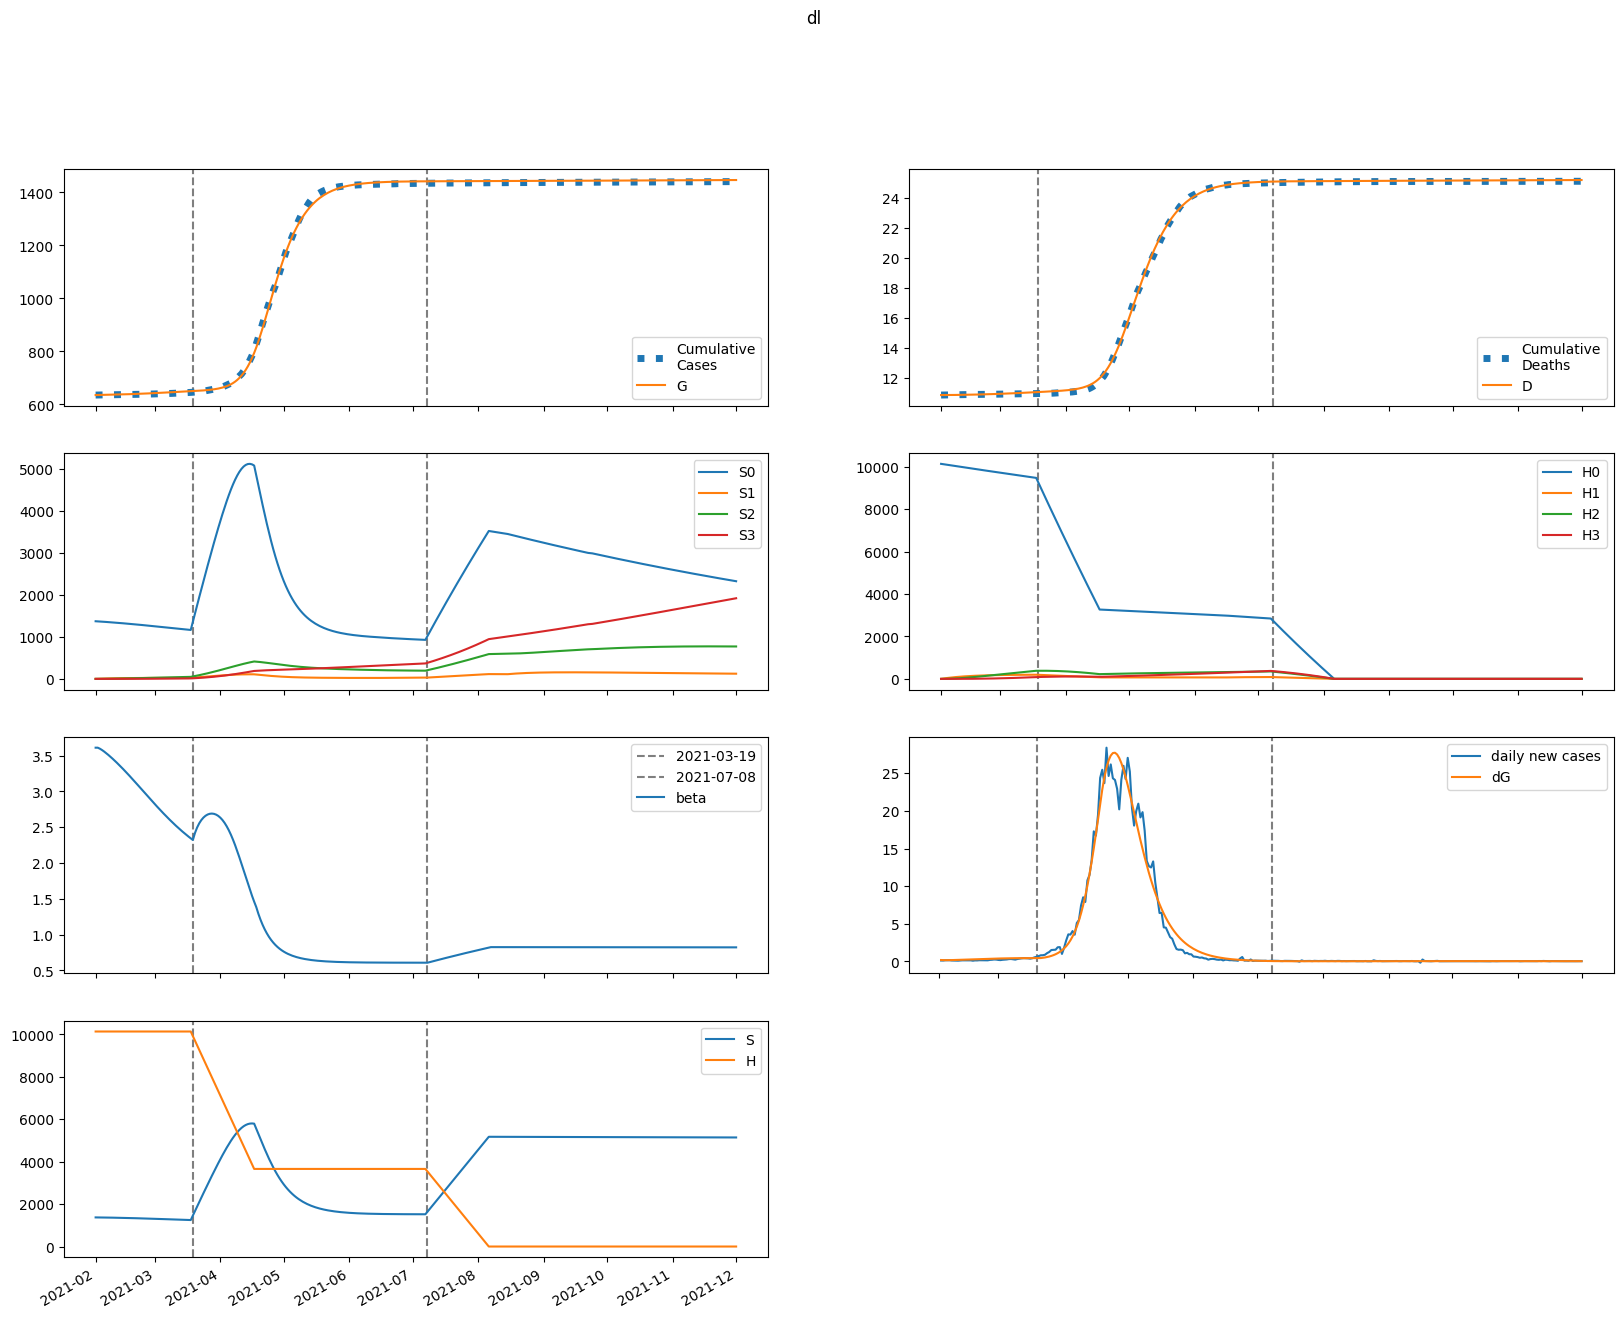 dl
1400
1200
1000
800
600
Cumulative
Cases
G
24
22
20
18
16
14
12
Cumulative
Deaths
D
5000
4000
3000
2000
1000
0
S0
S1
S2
S3
10000
8000
6000
4000
2000
0
H0
H1
H2
H3
3.5
3.0
2.5
2.0
1.5
1.0
0.5
2021-03-19
2021-07-08
beta
25
20
15
10
5
0
daily new cases
dG
10000
8000
6000
4000
2000
0
S
H
2021-02
2021-03
2021-04
2021-05
2021-06
2021-07
2021-08
2021-09
2021-10
2021-11
2021-12